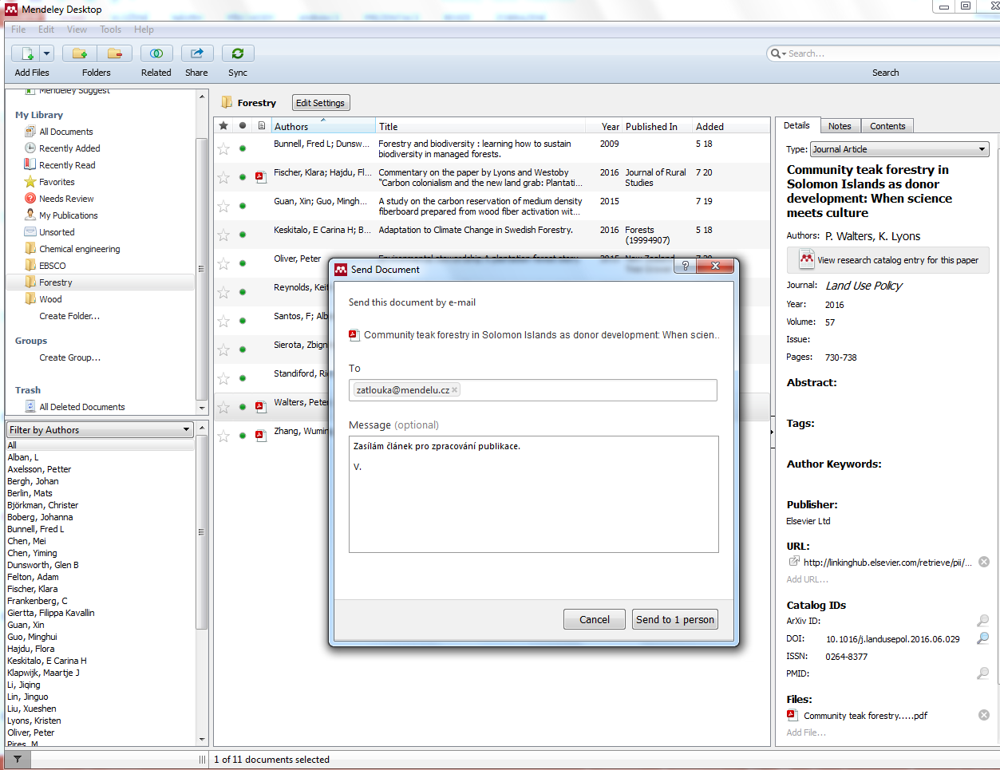 Mendeley Desktop
File Edit View Tools Help
Add Files
Folders
Related
Share
Sync
Search...
Search
Mendeley Suggest
My Library
All Documents
Recently Added
Recently Read
Favorites
Needs Review
My Publications
Unsorted
Chemical engineering
EBSCO
Forestry
Wood
Create Folder...
Groups
Create Group...
Trash
All Deleted Documents
Filter by Authors
All
Alban, L
Axelsson, Petter
Bergh, Johan
Berlin, Mats
Björkman, Christer
Boberg, Johanna
Bunnell, Fred L
Chen, Mei
Chen, Yiming
Dunsworth, Glen B
Felton, Adam
Fischer, Klara
Frankenberg, C
Giertta, Filippa Kavallin
Guan, Xin
Guo, Minghui
Hajdu, Flora
Keskitalo, E Carina H
Klapwijk, Maartje J
Li, Jiqing
Lin, Jinguo
Liu, Xueshen
Lyons, Kristen
Oliver, Peter
Pires, M
Forestry
Edit Settings
Authors Title Year Published In Added
Bunnell, Fred L; Dunsw... Forestry and biodiversity : learning how to sustain 2009 5 18
biodiversity in managed forests.
Fischer, Klara; Hajdu, Fl... Commentary on the paper by Lyons and Westoby 2016 Journal of Rural 7 20
"Carbon colonialism and the new land grab: Plantati... Studies
Guan, Xin; Guo, Mingh... A study on the carbon reservation of medium density 2015 7 19
fiberboard prepared from wood fiber activation wit...
Keskitalo, E Carina H; B... Adaptation to Climate Change in Swedish Forestry. 2016 Forests 5 18
(19994907)
Oliver, Peter
Reynolds, Keit
Santos, F; Alb
Sierota, Zbign
Standiford, Ric
Walters, Pete
Zhang, Wumin
Send Document
?
Send this document by e-mail
Community teak forestry in Solomon Islands as donor development: When scien..
To
zatlouka@mendelu.cz
Message (optional)
Zasílám článek pro zpracování publikace.
V.
Cancel
Send to 1 person
Details Notes Contents
Type: Journal Article
Community teak forestry in
Solomon Islands as donor
development: When science
meets culture
Authors: P. Walters, K. Lyons
View research catalog entry for this paper
Journal: Land Use Policy
Year: 2016
Volume: 57
Issue:
Pages: 730-738
Abstract:
Tags:
Author Keywords:
Publisher:
Elsevier Ltd
URL:
http://linkinghub.elsevier.com/retrieve/pii/...
Add URL...
Catalog IDs
ArXiv ID:
DOI: 10.1016/j.landusepol.2016.06.029
ISSN: 0264-8377
PMID:
Files:
Community teak forestry.....pdf
Add File...
1 of 11 documents selected